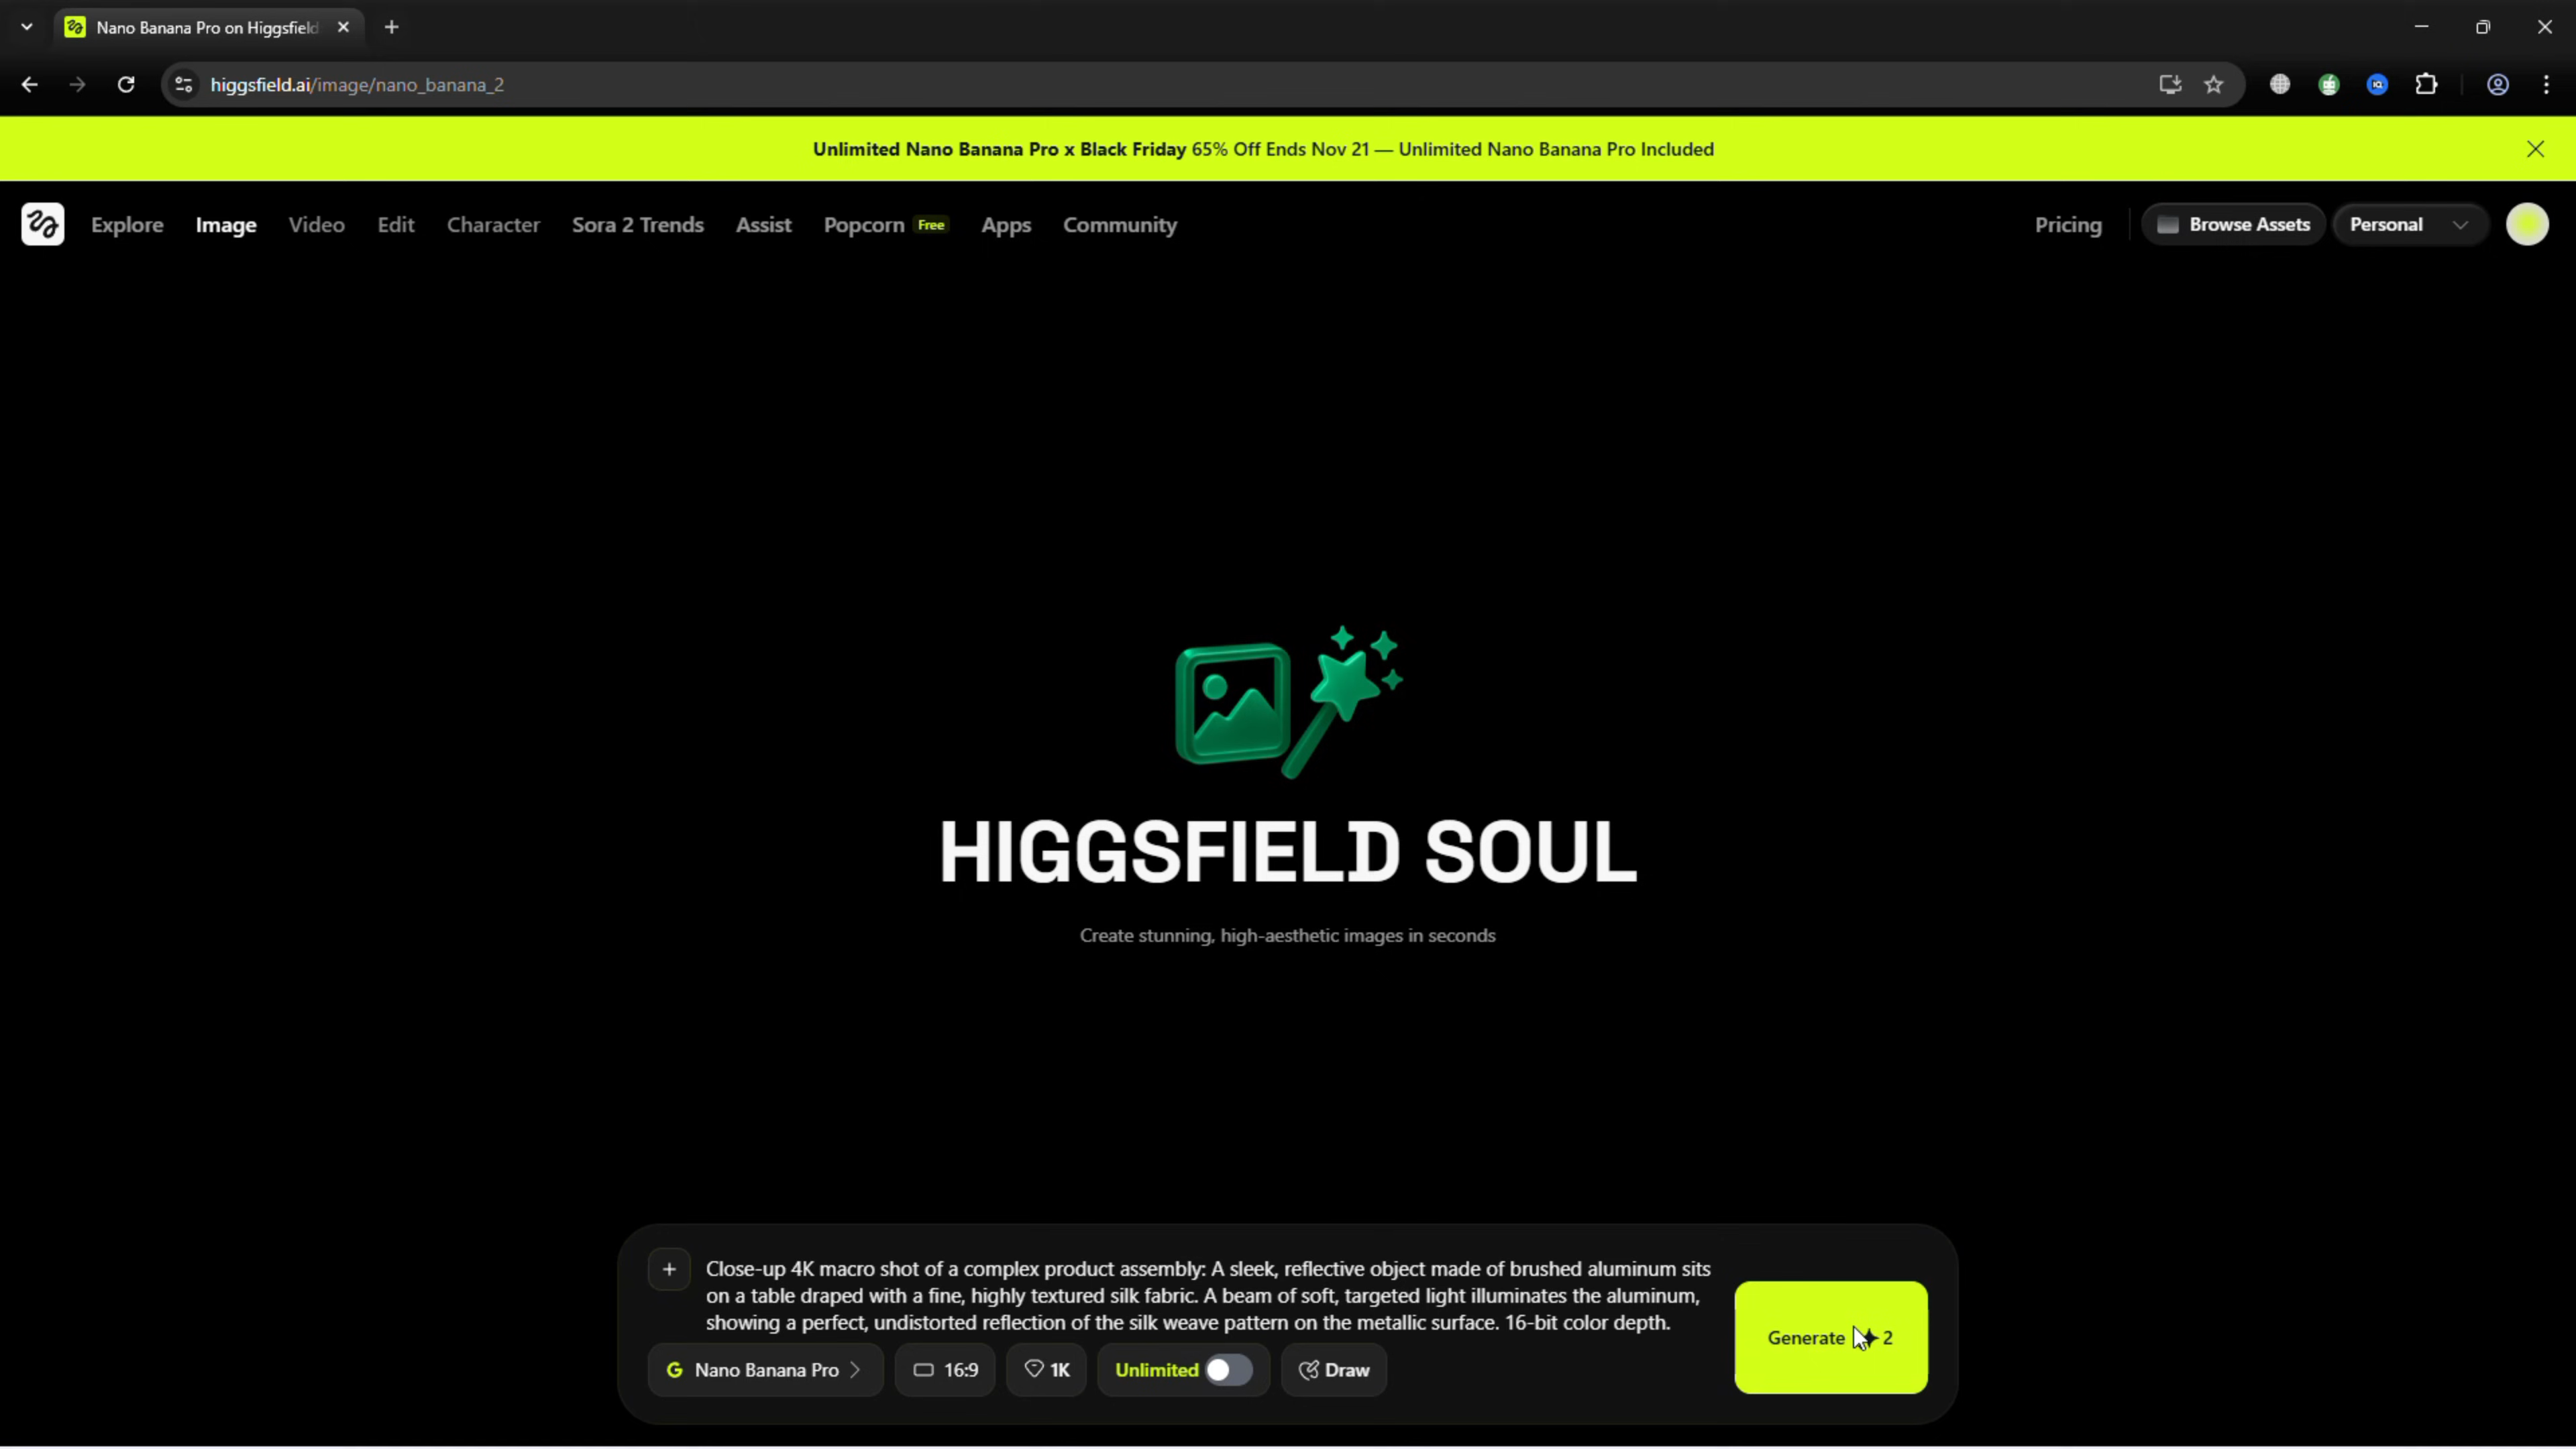 Nano Banana Pro on Higgsfield
higgsfield.ai/image/nano_banana_2
Unlimited Nano Banana Pro x Black Friday 65% Off Ends Nov 21 — Unlimited Nano Banana Pro Included
Explore Image Video Edit Character Sora 2 Trends Assist Popcorn Free Apps Community Pricing Browse Assets Personal
HIGGSFIELD SOUL
Create stunning, high-aesthetic images in seconds
Close-up 4K macro shot of a complex product assembly: A sleek, reflective object made of brushed aluminum sits
on a table draped with a fine, highly textured silk fabric. A beam of soft, targeted light illuminates the aluminum,
showing a perfect, undistorted reflection of the silk weave pattern on the metallic surface. 16-bit color depth.
Generate 2
G Nano Banana Pro 16:9 1K Unlimited Draw